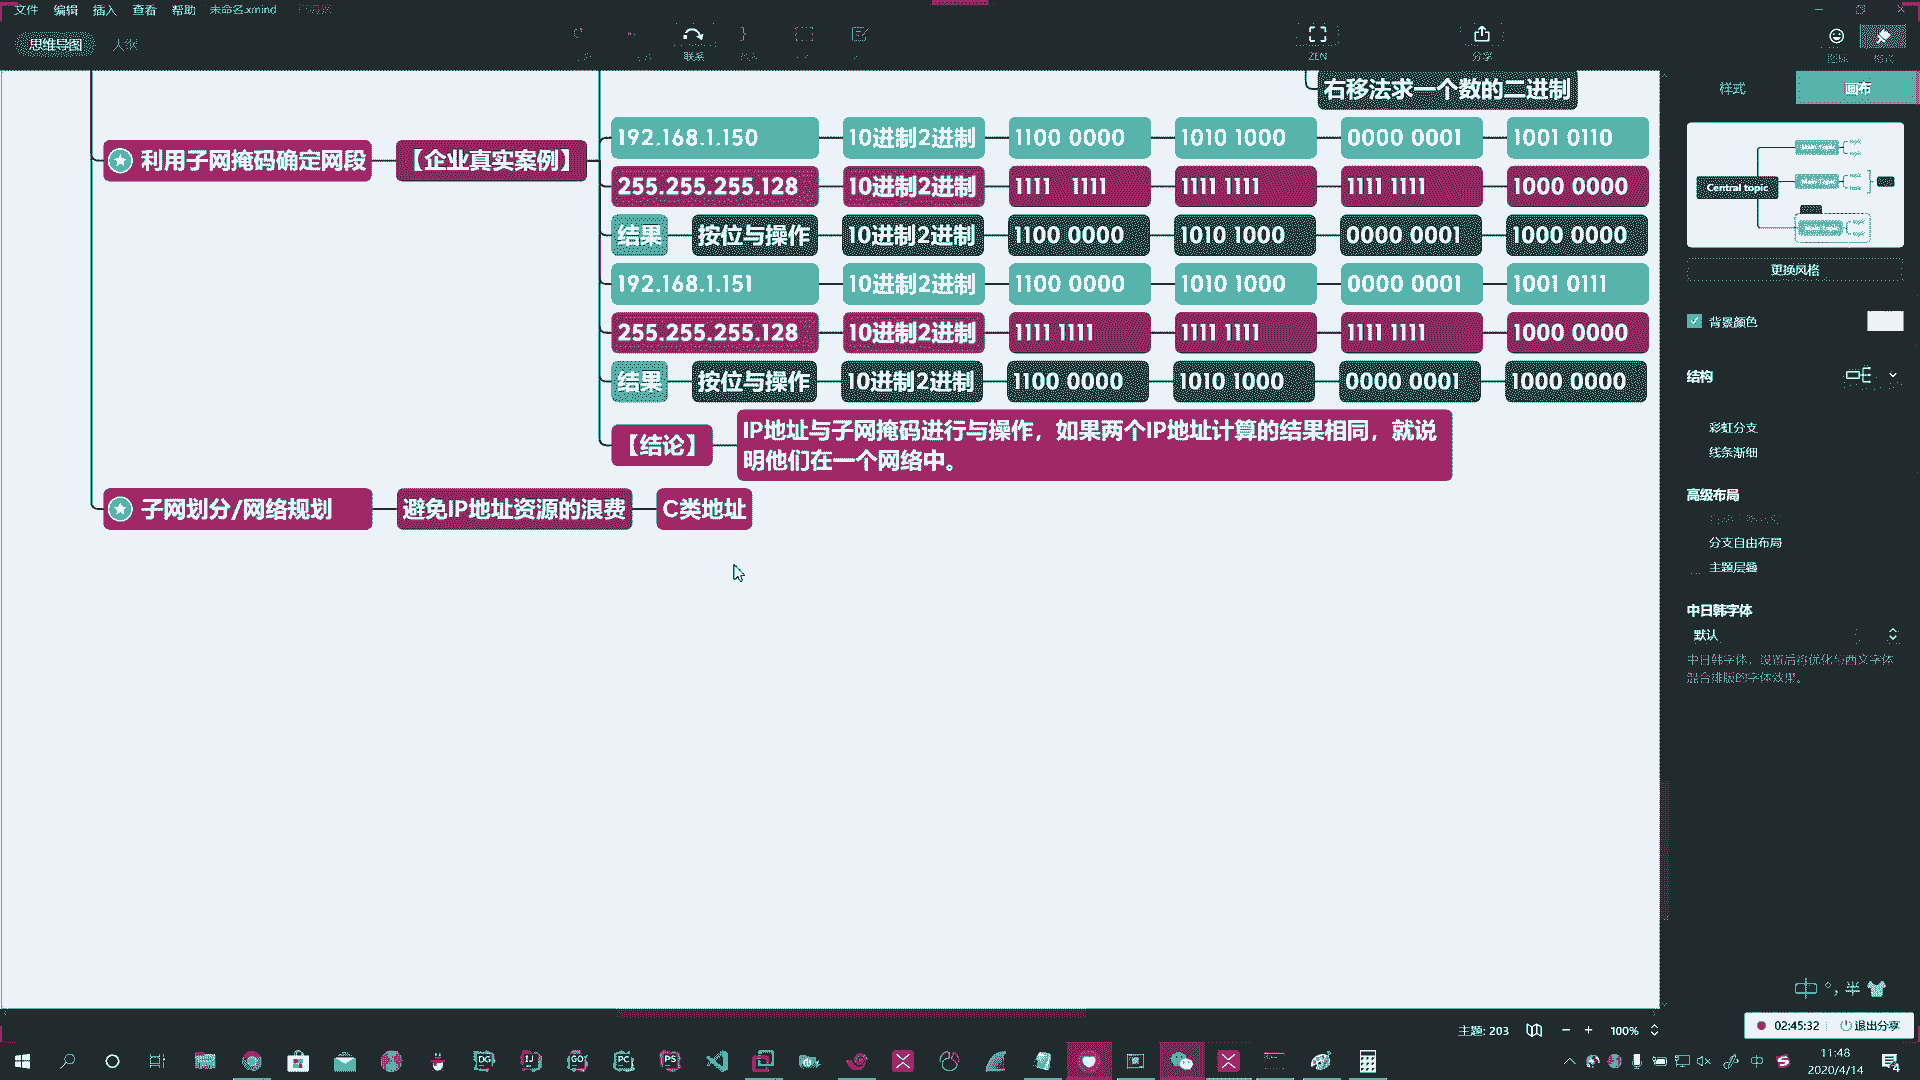 文件 编辑 插入 查看 帮助 未命名.xmind
思维导图 大纲
联系
ZEN
分享
样式 画布
右移法求一个数的二进制
利用子网掩码确定网段 【企业真实案例】
192.168.1.150 10进制2进制 1100 0000 1010 1000 0000 0001 1001 0110
255.255.255.128 10进制2进制 1111 1111 1111 1111 1111 1111 1000 0000
结果 按位与操作 10进制2进制 1100 0000 1010 1000 0000 0001 1000 0000
192.168.1.151 10进制2进制 1100 0000 1010 1000 0000 0001 1001 0111
255.255.255.128 10进制2进制 1111 1111 1111 1111 1111 1111 1000 0000
结果 按位与操作 10进制2进制 1100 0000 1010 1000 0000 0001 1000 0000
【结论】 IP地址与子网掩码进行与操作，如果两个IP地址计算的结果相同，就说
明他们在一个网络中。
子网划分/网络规划 避免IP地址资源的浪费 C类地址
Central topic
更换风格
背景颜色
结构
彩虹分支
线条渐细
高级布局
分支自由布局
主题层叠
中日韩字体
默认
中日韩字体，设置后将优化与西文字体
混合排版的字体效果。
中 °, 半
主题: 203 100%
02:45:32 退出分享
DG IJ GO PC PS
中
11:48
2020/4/14
4